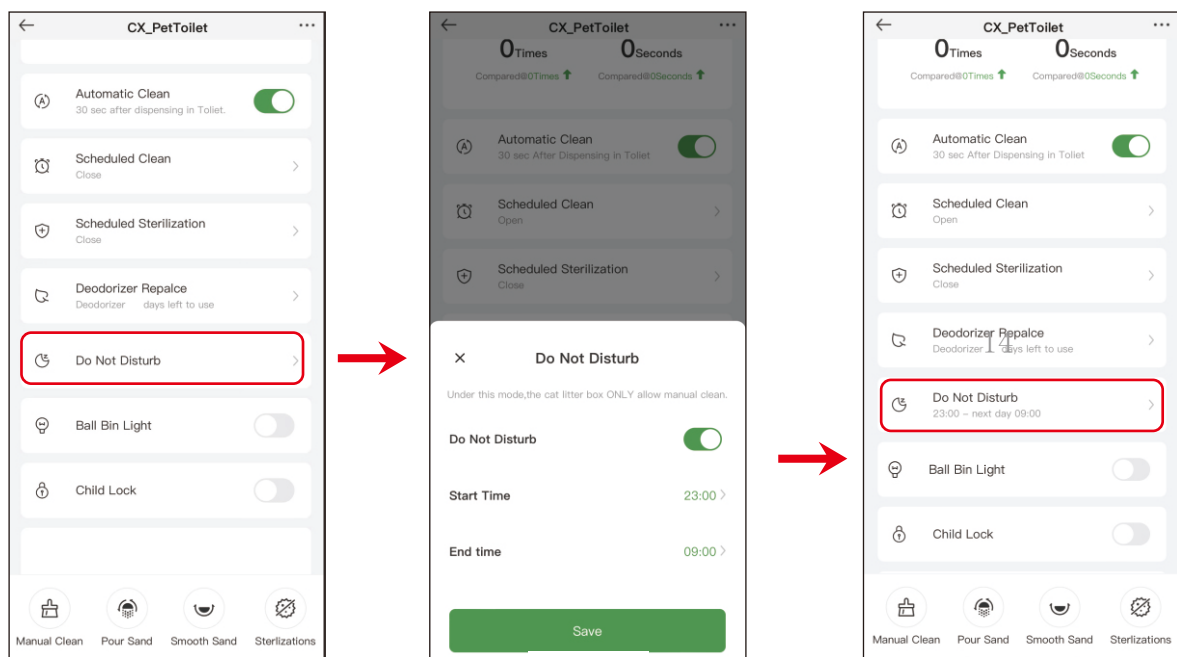 CX_PetToilet
Automatic Clean
30 sec after dispensing in Toliet.
Scheduled Clean
Close
Scheduled Sterilization
Close
Deodorizer Repalce
Deodorizer days left to use
Do Not Disturb
Ball Bin Light
Child Lock
Manual Clean Pour Sand Smooth Sand Sterlizations
CX_PetToilet
0Times 0Seconds
Compared@0Times Compared@0Seconds
Automatic Clean
30 sec After Dispensing in Toliet
Scheduled Clean
Open
Scheduled Sterilization
Close
Do Not Disturb
Under this mode,the cat litter box ONLY allow manual clean.
Do Not Disturb
Start Time 23:00
End time 09:00
Save
CX_PetToilet
0Times 0Seconds
Compared@0Times Compared@0Seconds
Automatic Clean
30 sec After Dispensing in Toliet
Scheduled Clean
Open
Scheduled Sterilization
Close
Deodorizer Repalce
Deodorizer 14 days left to use
Do Not Disturb
23:00 – next day 09:00
Ball Bin Light
Child Lock
Manual Clean Pour Sand Smooth Sand Sterlizations